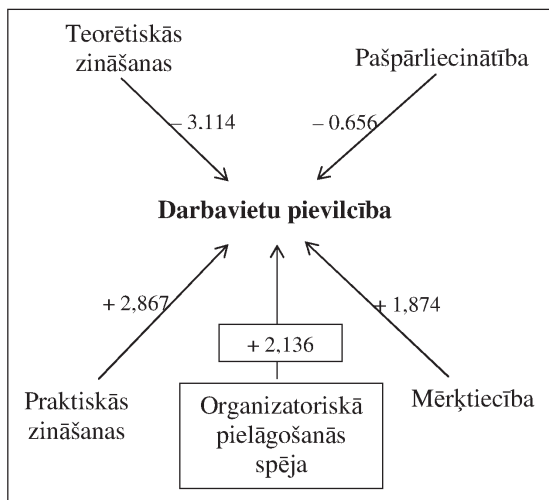 Teorētiskās
zināšanas
Pašpārliecinātība
– 3.114
– 0.656
Darbavietu pievilcība
+ 2,867
+ 1,874
+ 2,136
Praktiskās
zināšanas
Organizatoriskā
pielāgošanās
spēja
Mērķtiecība